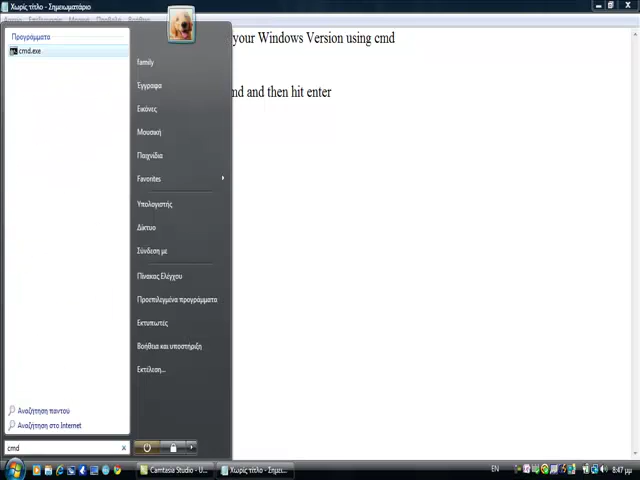 Χωρίς τίτλο - Σημειωματάριο
Προγράμματα
cmd.exe
your Windows Version using cmd
md and then hit enter
family
Έγγραφα
Εικόνες
Μουσική
Παιχνίδια
Favorites
Υπολογιστής
Δίκτυο
Σύνδεση με
Πίνακας Ελέγχου
Προεπιλεγμένα προγράμματα
Εκτυπωτές
Βοήθεια και υποστήριξη
Εκτέλεση...
Αναζήτηση παντού
Αναζήτηση στο Internet
cmd
Camtasia Studio - U...
Χωρίς τίτλο - Σημε...
EN
8:47 μμ